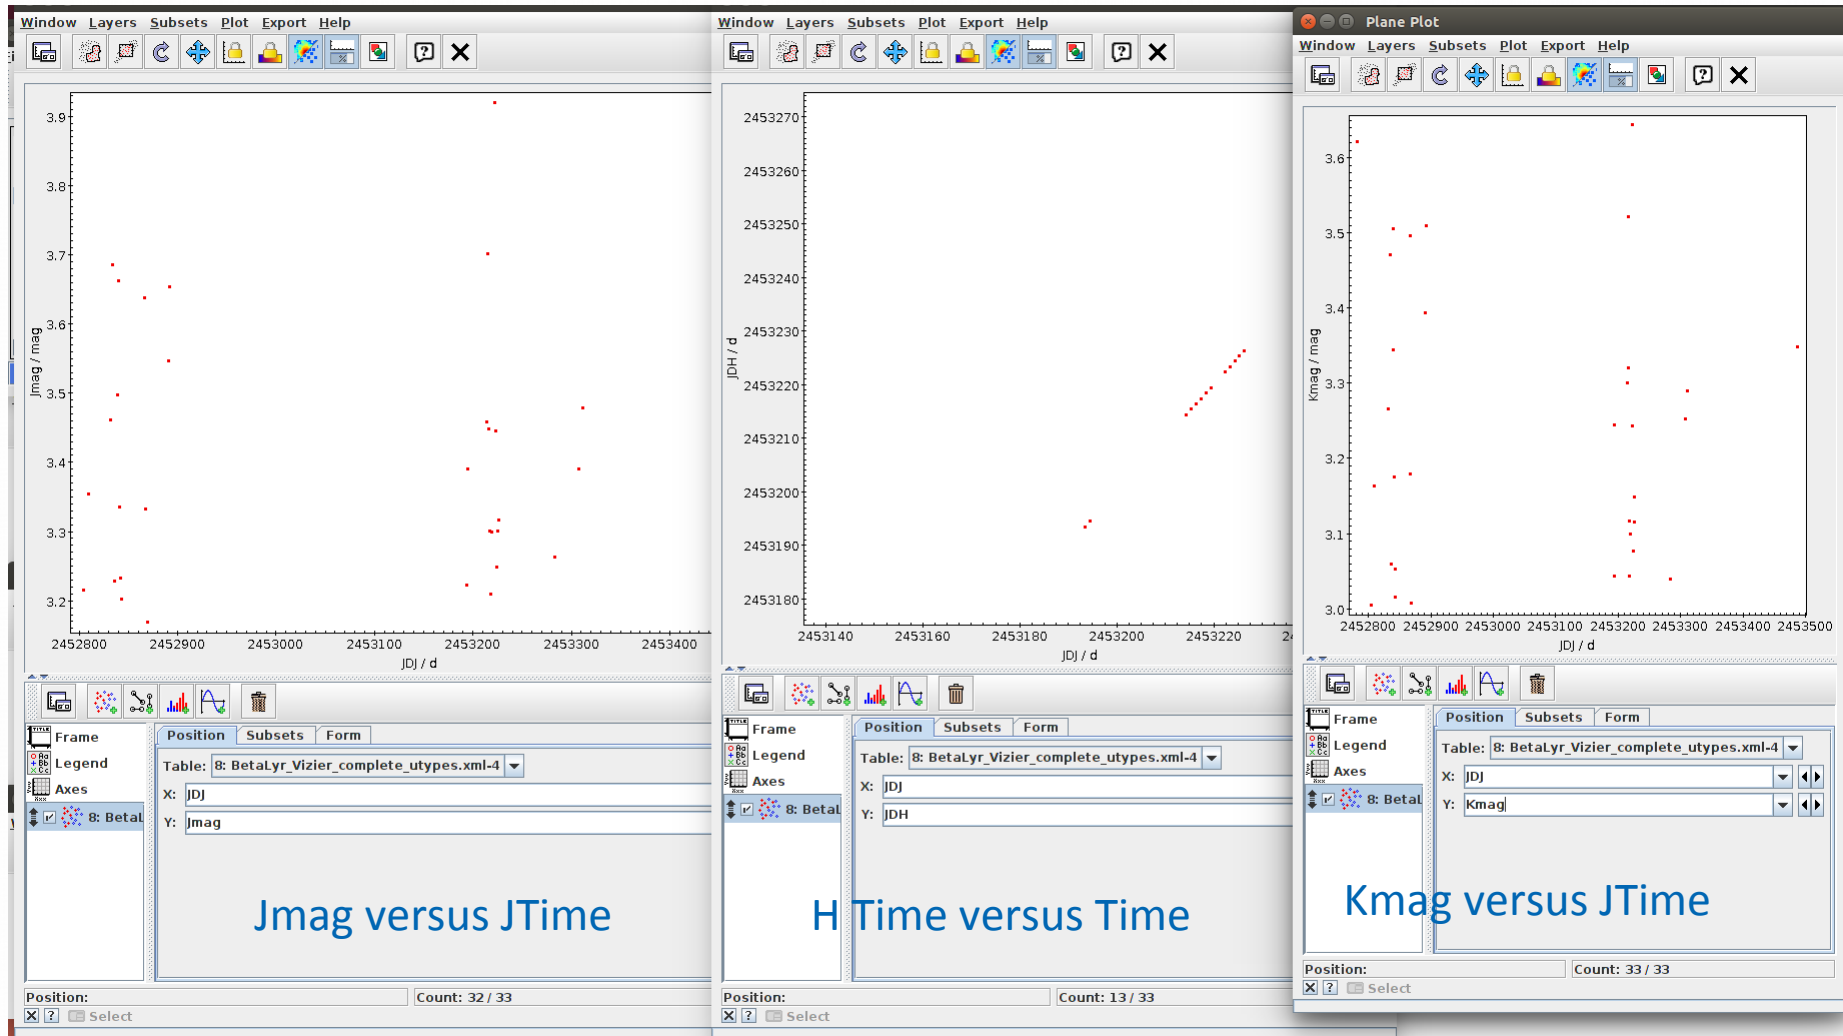 Window Layers Subsets Plot Export Help
3.9
3.8
3.7
3.6
3.5
3.4
3.3
3.2
Jmag / mag
2452800 2452900 2453000 2453100 2453200 2453300 2453400
JDJ / d
Frame
Legend
Axes
8: BetaL
Position Subsets Form
Table: 8: BetaLyr_Vizier_complete_utypes.xml-4
X: JDJ
Y: Jmag
Jmag versus JTime
Position:
Count: 32 / 33
Select
Window Layers Subsets Plot Export Help
2453270
2453260
2453250
2453240
2453230
2453220
2453210
2453200
2453190
2453180
JDH / d
2453140 2453160 2453180 2453200 2453220 2
JDJ / d
Frame
Legend
Axes
8: BetaL
Position Subsets Form
Table: 8: BetaLyr_Vizier_complete_utypes.xml-4
X: JDJ
Y: JDH
H Time versus Time
Position:
Count: 13 / 33
Select
Plane Plot
Window Layers Subsets Plot Export Help
3.6
3.5
3.4
3.3
3.2
3.1
3.0
Kmag / mag
2452800 2452900 2453000 2453100 2453200 2453300 2453400 2453500
JDJ / d
Frame
Legend
Axes
8: BetaL
Position Subsets Form
Table: 8: BetaLyr_Vizier_complete_utypes.xml-4
X: JDJ
Y: Kmag
Kmag versus JTime
Position:
Count: 33 / 33
Select